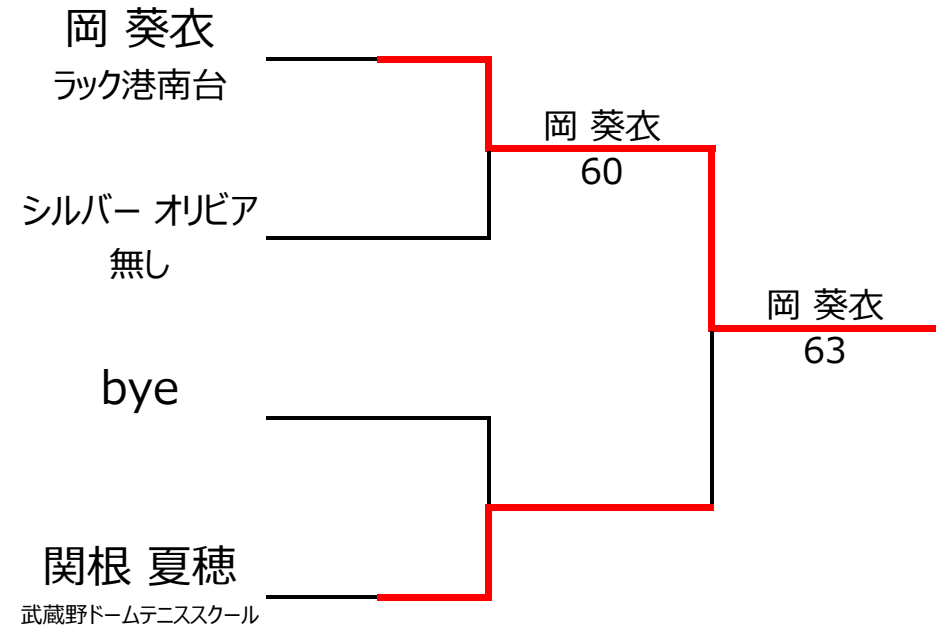 岡 葵衣
ラック港南台
岡 葵衣
60
シルバー オリビア
無し
岡 葵衣
63
bye
関根 夏穂
武蔵野ドームテニススクール